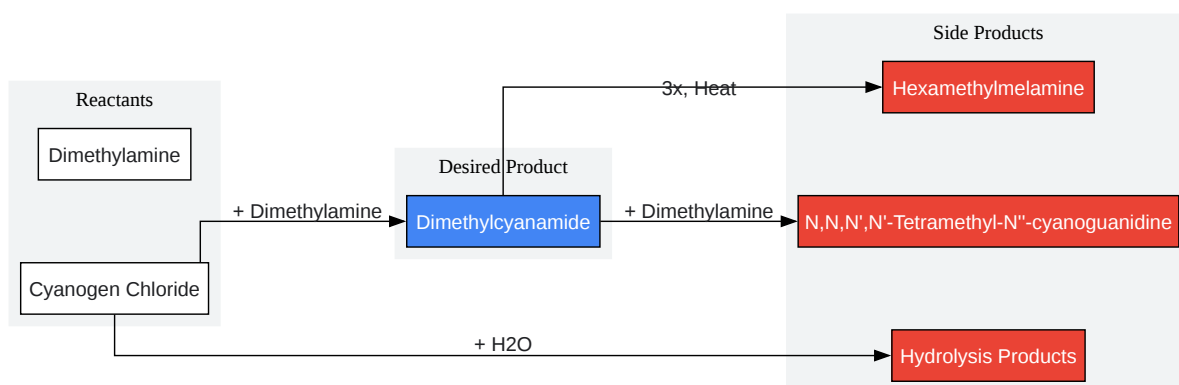 Side Products
Reactants
3x, Heat
Hexamethylmelamine
Dimethylamine
Desired Product
+ Dimethylamine
Dimethylcyanamide
+ Dimethylamine
N,N,N',N'-Tetramethyl-N''-cyanoguanidine
Cyanogen Chloride
+ H2O
Hydrolysis Products